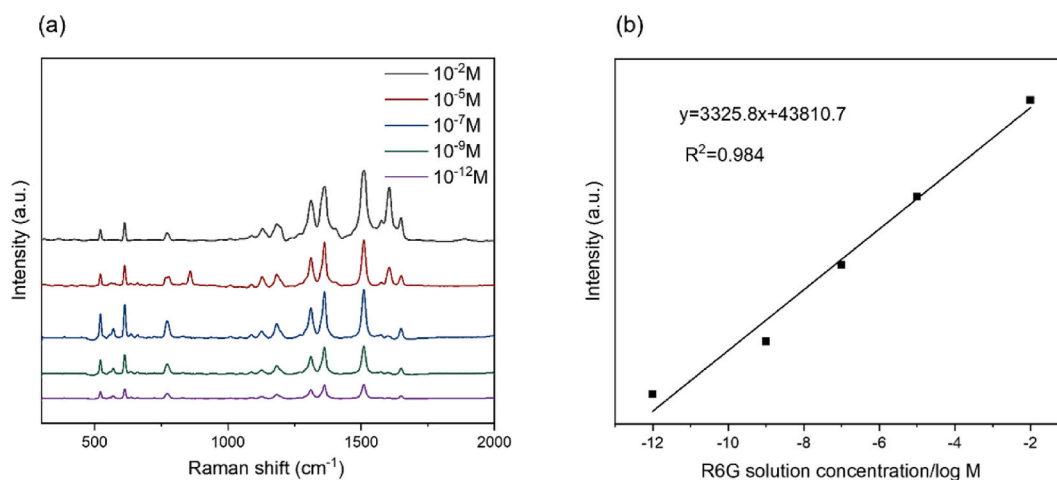 (a)
10⁻²M
10⁻⁵M
10⁻⁷M
10⁻⁹M
10⁻¹²M
Intensity (a.u.)
500 1000 1500 2000
Raman shift (cm⁻¹)
(b)
y=3325.8x+43810.7
R²=0.984
Intensity (a.u.)
-12 -10 -8 -6 -4 -2
R6G solution concentration/log M